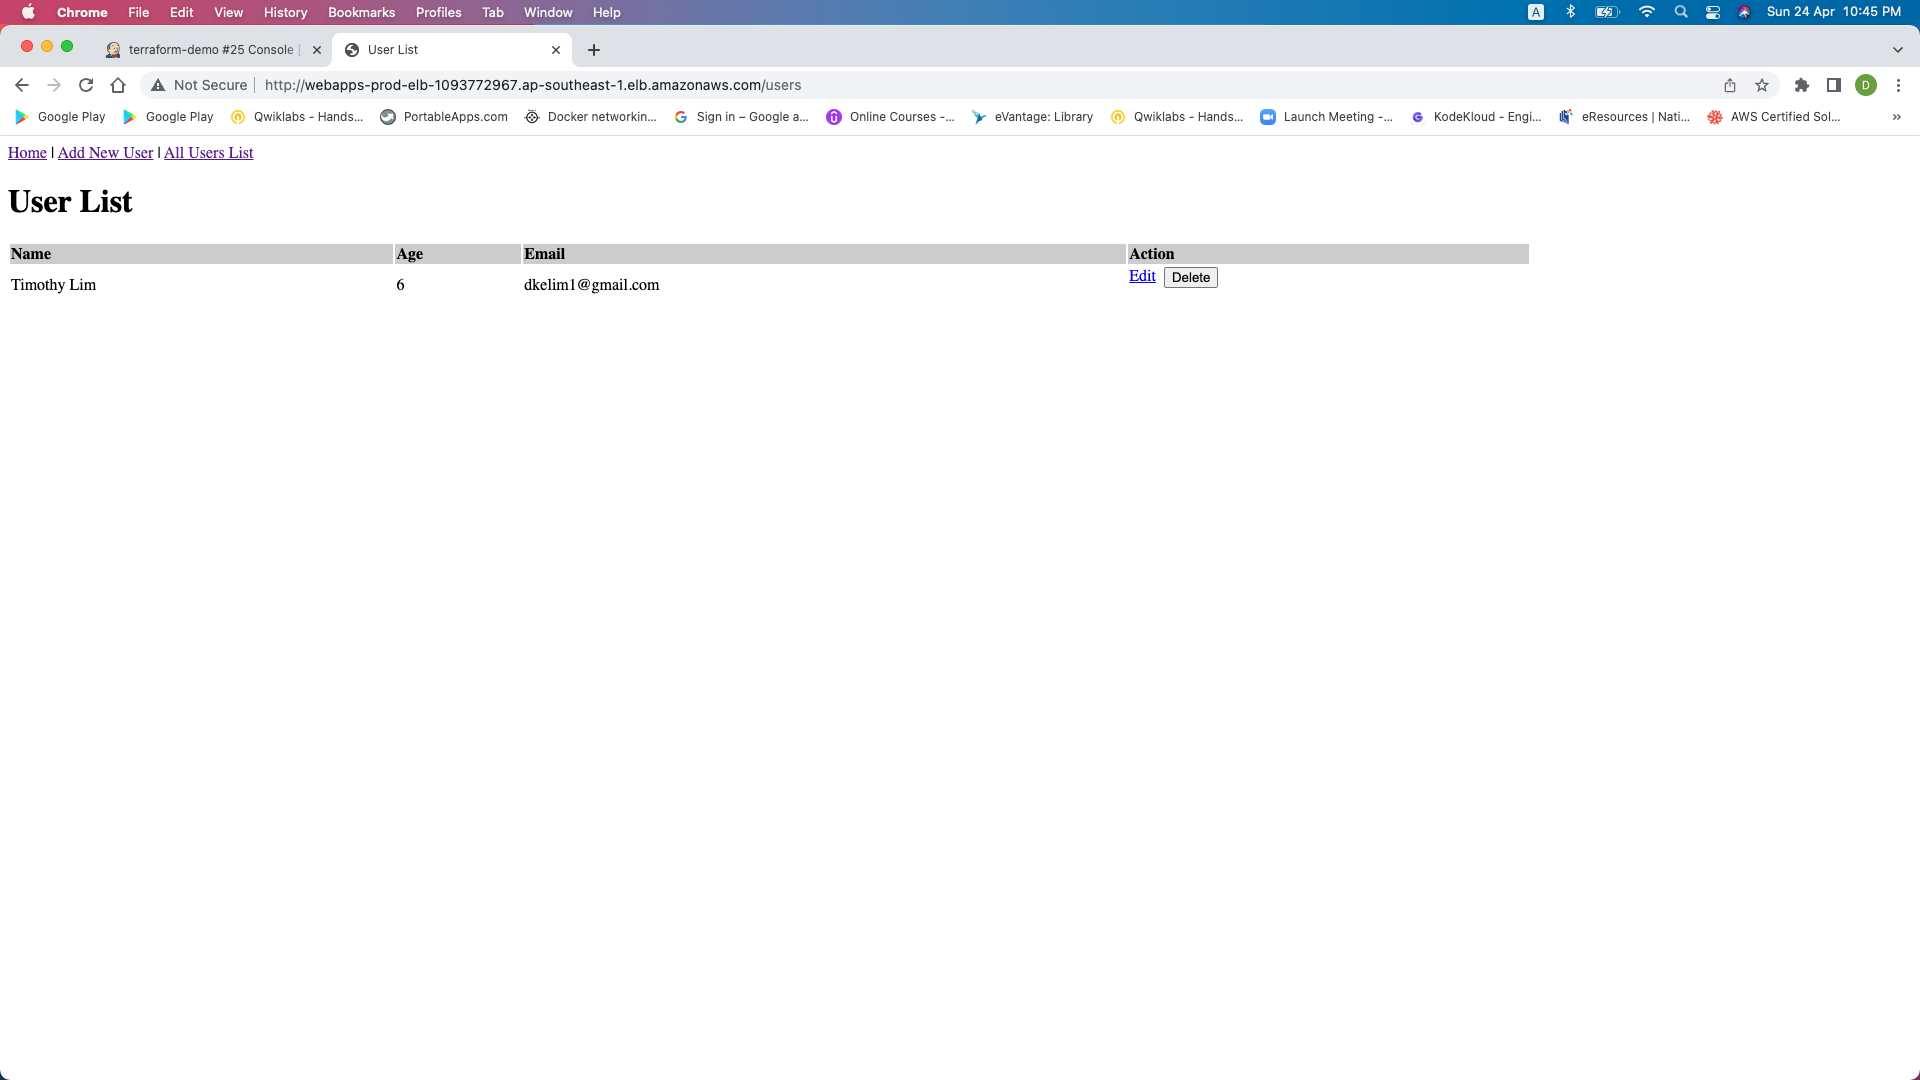 Chrome File Edit View History Bookmarks Profiles Tab Window Help A Sun 24 Apr 10:45 PM
terraform-demo #25 Console [ User List
Not Secure http://webapps-prod-elb-1093772967.ap-southeast-1.elb.amazonaws.com/users D
Google Play Google Play Qwiklabs - Hands... PortableApps.com Docker networkin... Sign in – Google a... Online Courses -... eVantage: Library Qwiklabs - Hands... Launch Meeting -... KodeKloud - Engi... eResources | Nati... AWS Certified Sol... »
Home | Add New User | All Users List
User List
Name Age Email Action
Timothy Lim 6 dkelim1@gmail.com Edit Delete